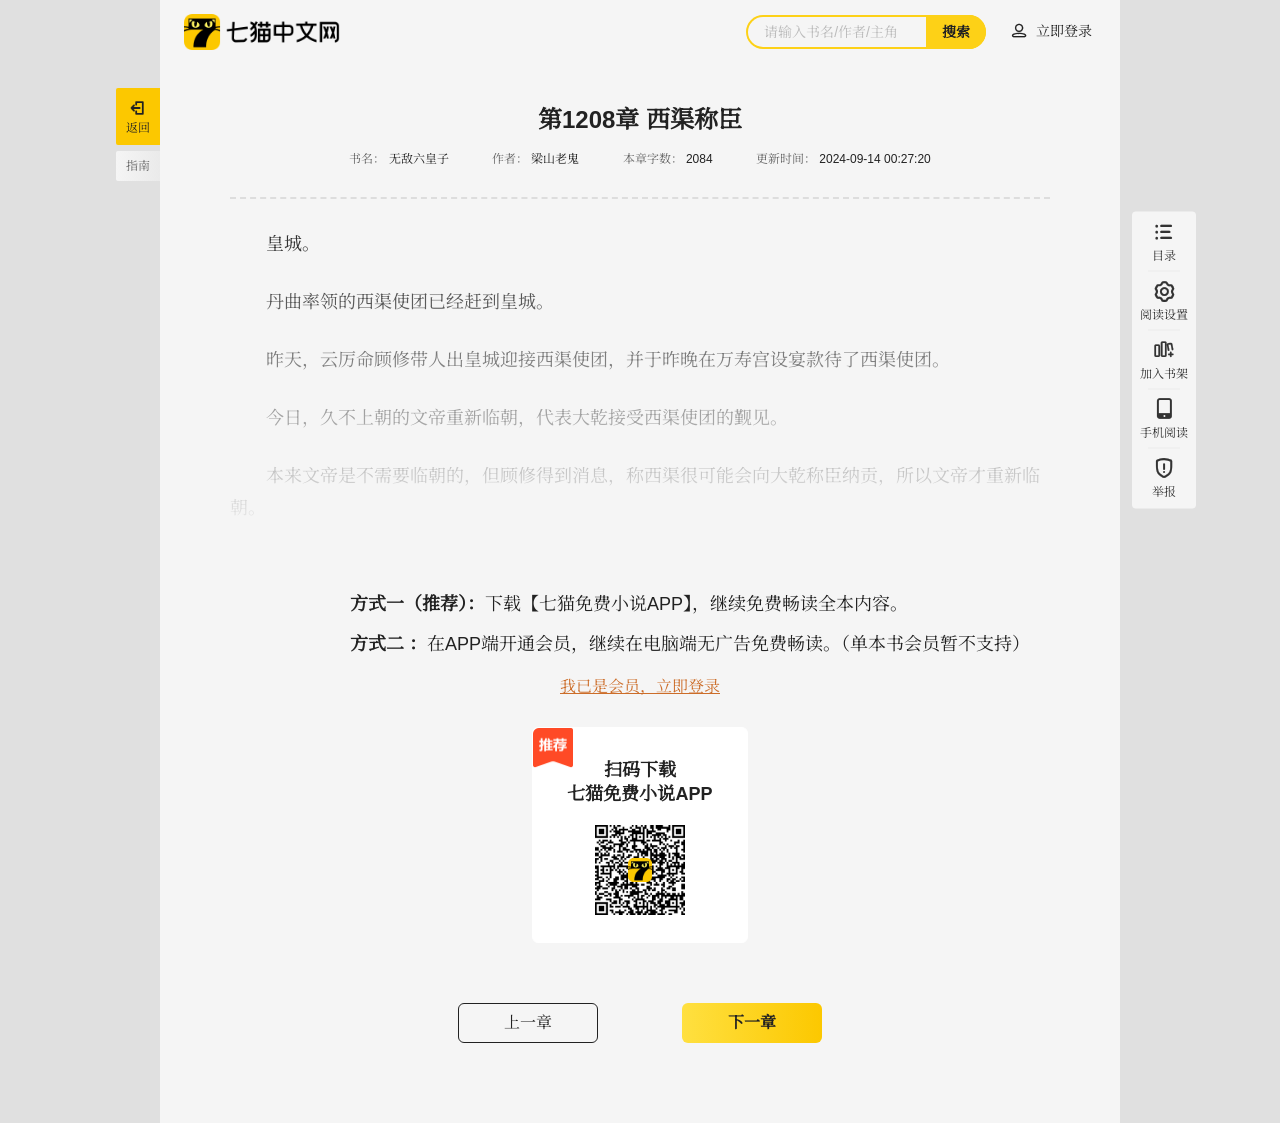 七猫中文网
请输入书名/作者/主角
搜索
立即登录
返回
指南
第1208章 西渠称臣
书名： 无敌六皇子 作者： 梁山老鬼 本章字数： 2084 更新时间： 2024-09-14 00:27:20
皇城。
丹曲率领的西渠使团已经赶到皇城。
昨天，云厉命顾修带人出皇城迎接西渠使团，并于昨晚在万寿宫设宴款待了西渠使团。
今日，久不上朝的文帝重新临朝，代表大乾接受西渠使团的觐见。
本来文帝是不需要临朝的，但顾修得到消息，称西渠很可能会向大乾称臣纳贡，所以文帝才重新临
朝。
目录
阅读设置
加入书架
手机阅读
举报
方式一（推荐）：下载【七猫免费小说APP】，继续免费畅读全本内容。
方式二 ：在APP端开通会员，继续在电脑端无广告免费畅读。（单本书会员暂不支持）
我已是会员，立即登录
推荐
扫码下载
七猫免费小说APP
上一章
下一章